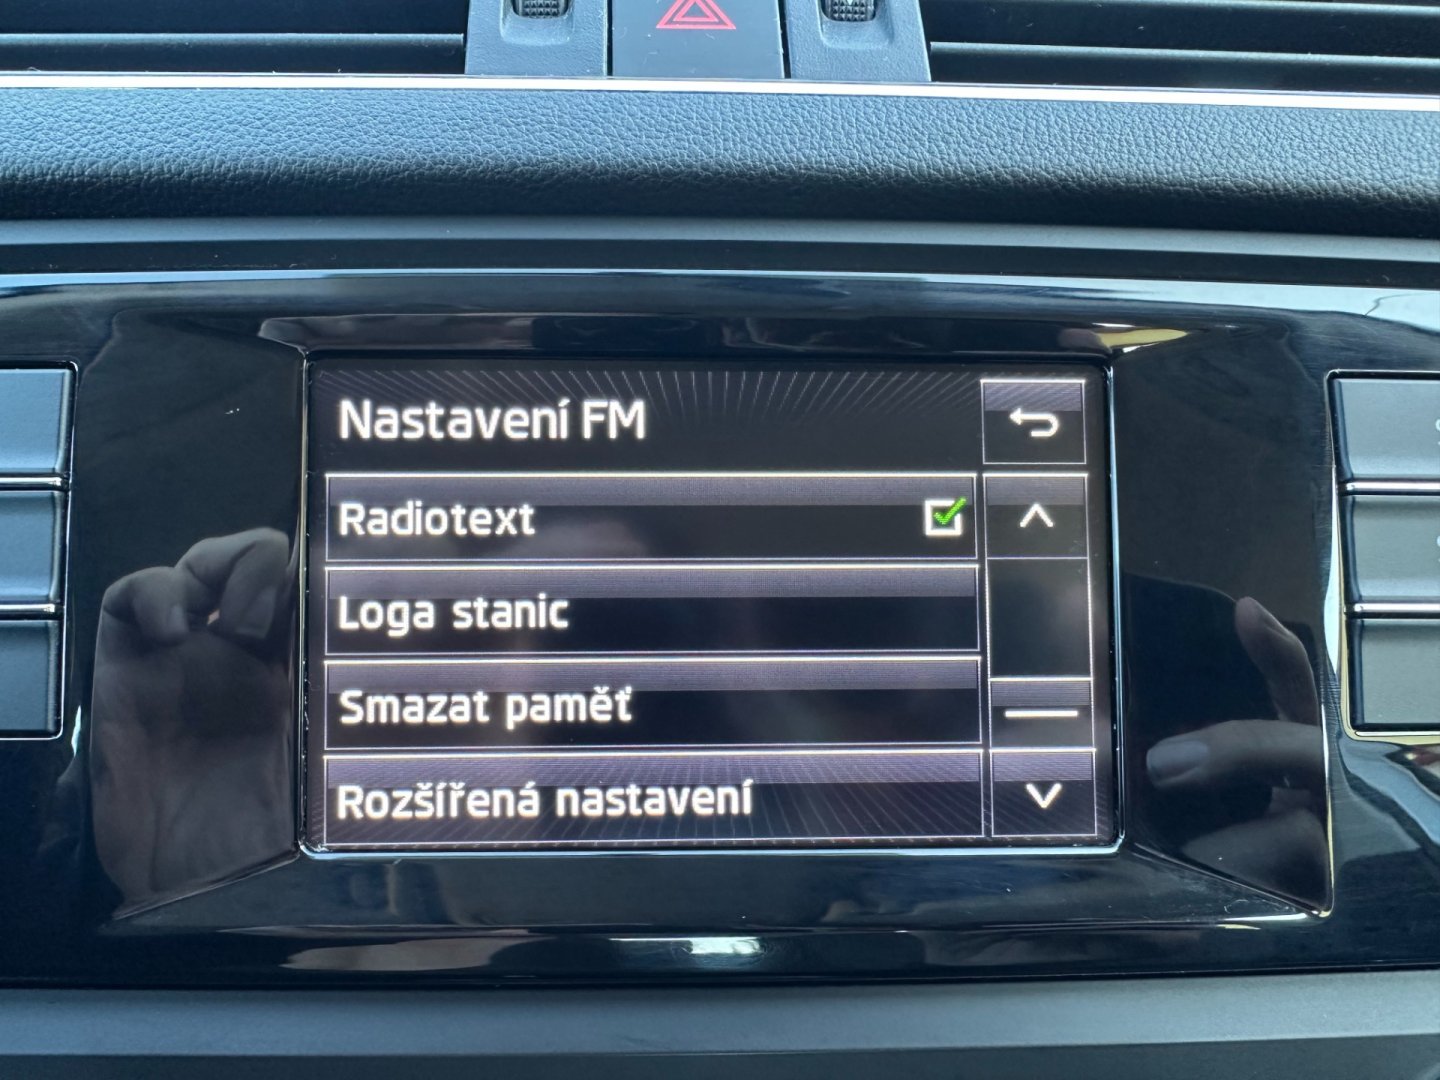 Nastavení FM
Radiotext
Loga stanic
Smazat paměť
Rozšířená nastavení